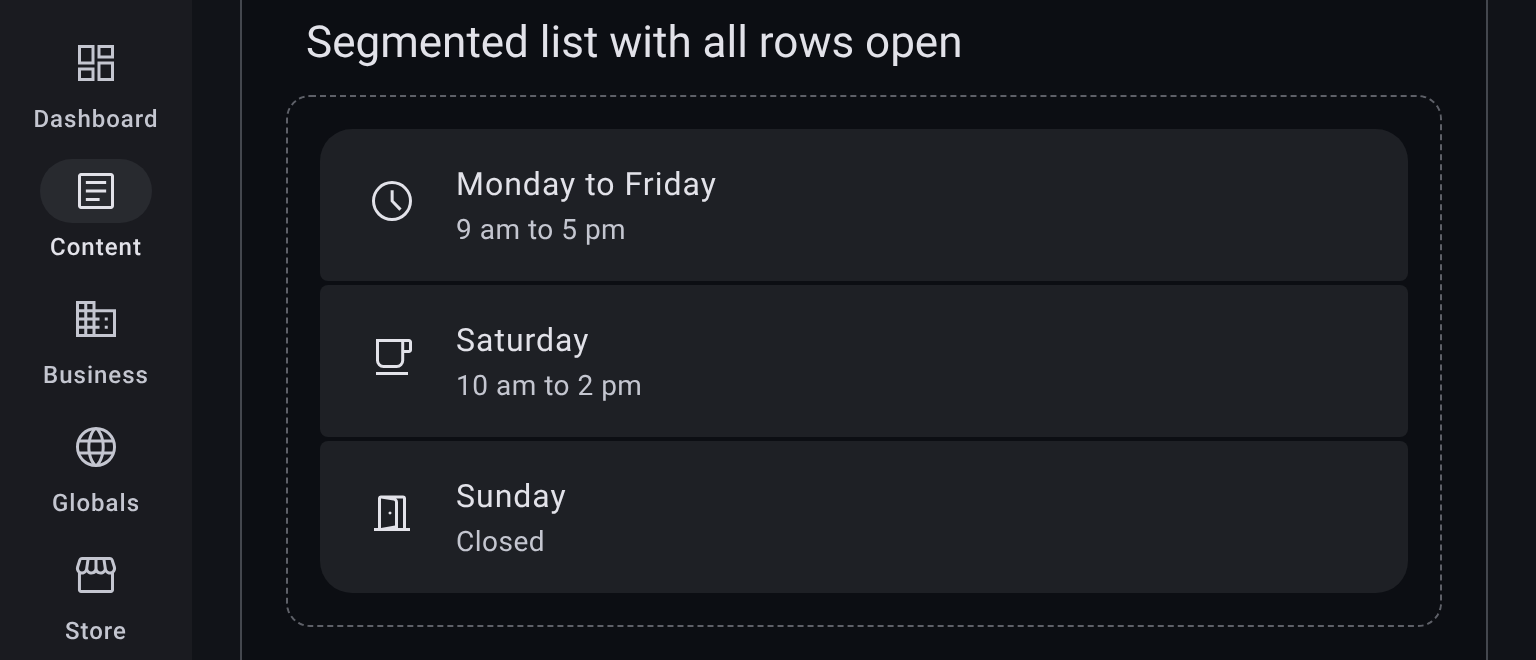 Segmented list with all rows open
Dashboard
Content
Business
Globals
Store
Monday to Friday
9 am to 5 pm
Saturday
10 am to 2 pm
Sunday
Closed